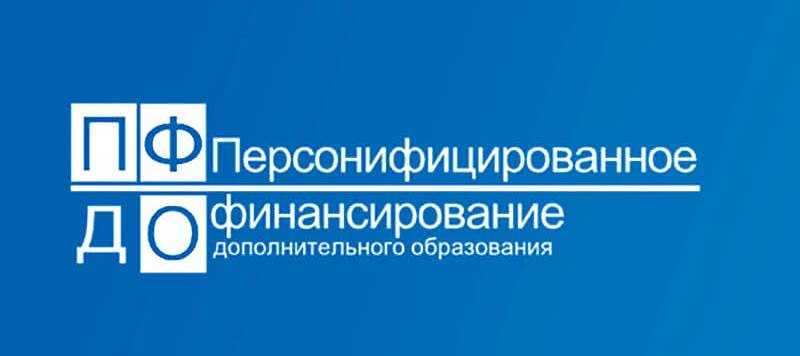 ПФ Персонифицированное
ДО финансирование
дополнительного образования